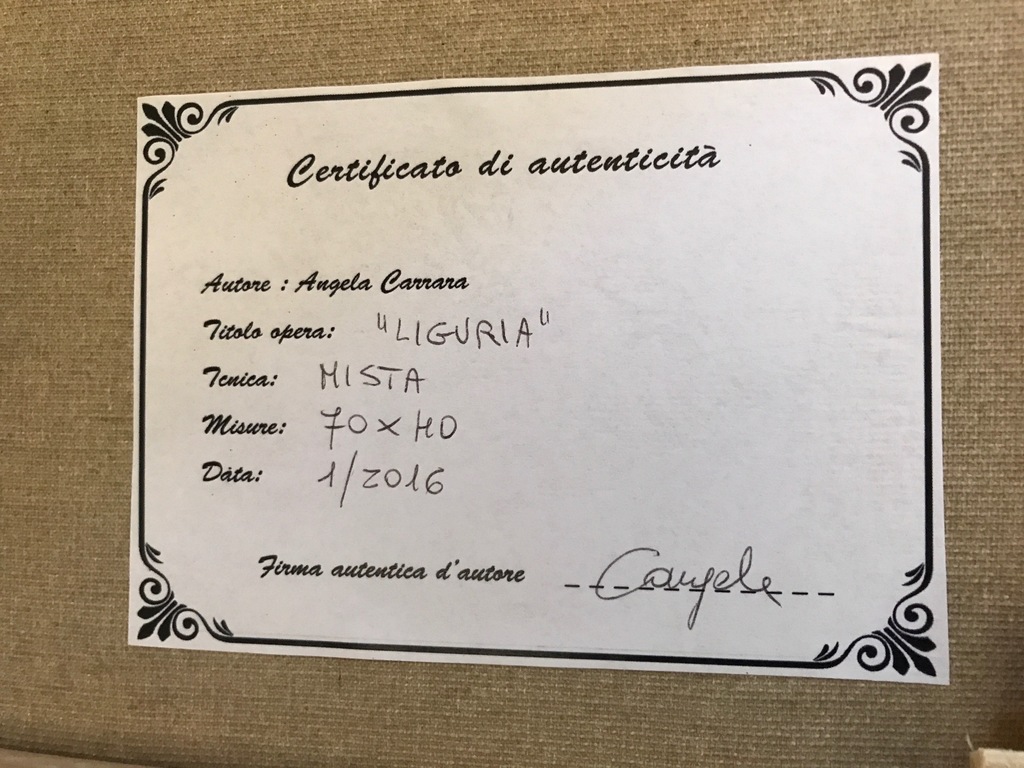 Certificato di autenticità
Autore : Angela Carrara
Titolo opera: "LIGURIA"
Tcnica: MISTA
Misure: 70 x 40
Data: 1/2016
Firma autentica d'autore